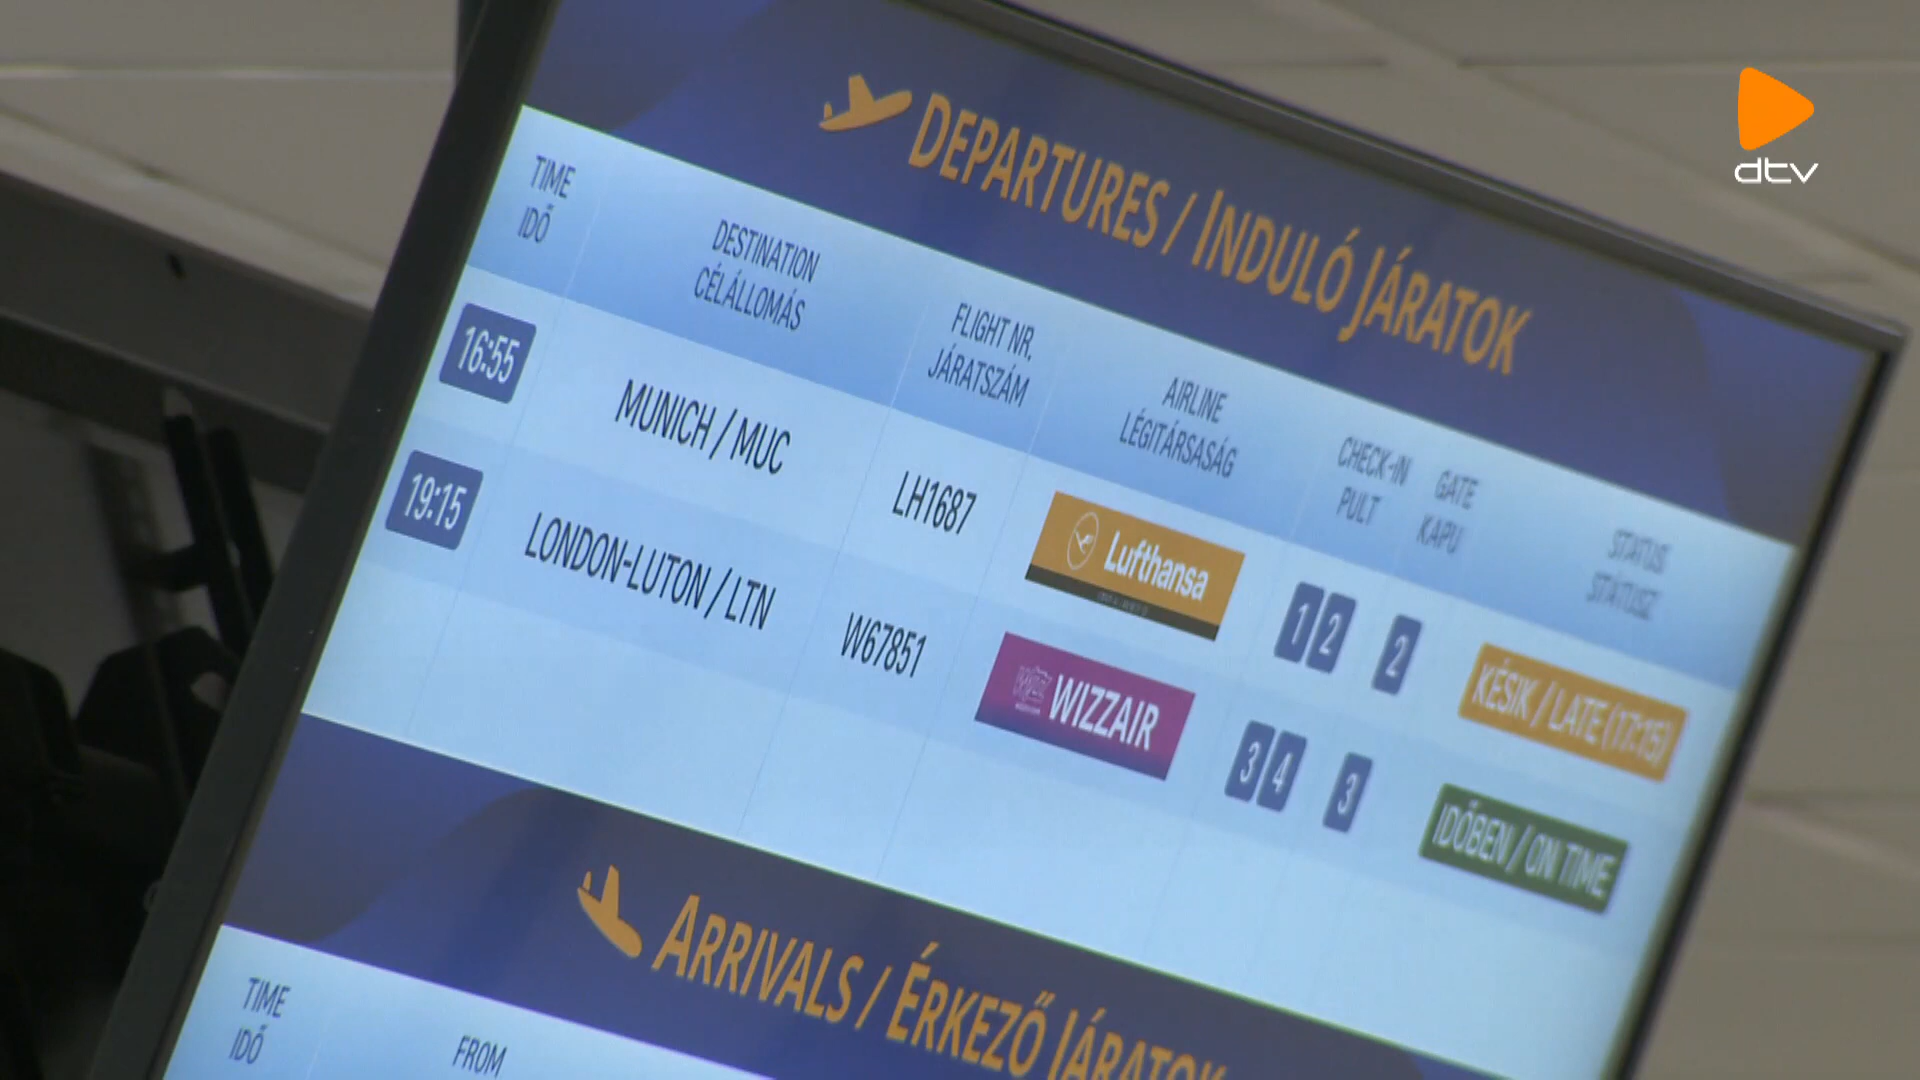 dtv
DEPARTURES / INDULÓ JÁRATOK
TIME
IDŐ
DESTINATION
CÉLÁLLOMÁS
FLIGHT NR.
JÁRATSZÁM
AIRLINE
LÉGITÁRSASÁG
CHECK-IN
PULT
GATE
KAPU
STATUS
STÁTUSZ
16:55 MUNICH / MUC LH1687 Lufthansa 1 2 2 KÉSIK / LATE (17:15)
19:15 LONDON-LUTON / LTN W67851 WIZZAIR 3 4 3 IDŐBEN / ON TIME
ARRIVALS / ÉRKEZŐ JÁRATOK
TIME
IDŐ
FROM